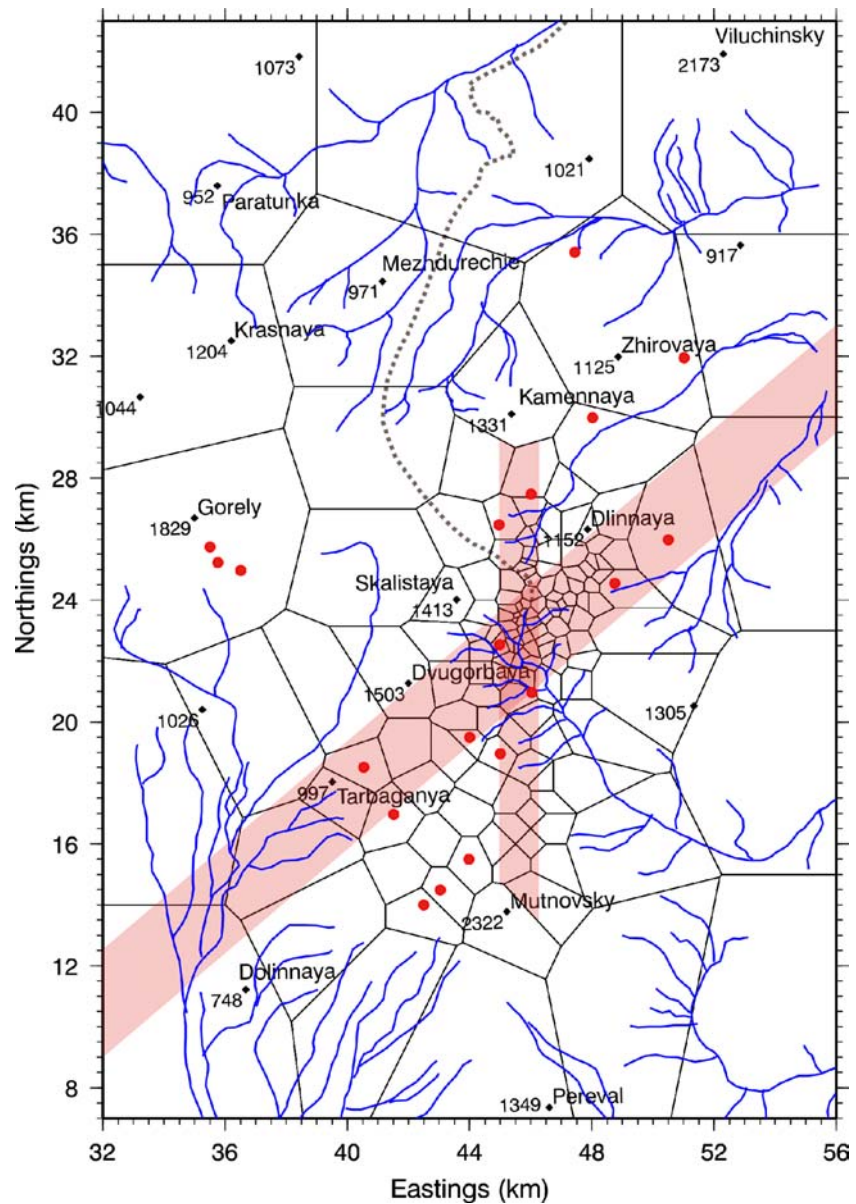 Viluchinsky
1073
2173
40
1021
952
Paratunka
36
917
Mezhdurechie
971
Krasnaya
1204
Zhirovaya
32
1125
1044
Kamennaya
1331
28
Gorely
1829
Dlinnaya
1152
Skalistaya
24
1413
Dvugorbaya
1503
1026
1305
20
997
Tarbaganya
16
Mutnovsky
2322
12
Dolinnaya
748
8
Pereval
1349
32 36 40 44 48 52 56
Eastings (km)
Northings (km)